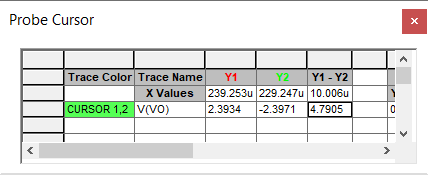 Probe Cursor
Trace Color Trace Name Y1 Y2 Y1 - Y2
X Values 239.253u 229.247u 10.006u
CURSOR 1,2 V(VO) 2.3934 -2.3971 4.7905